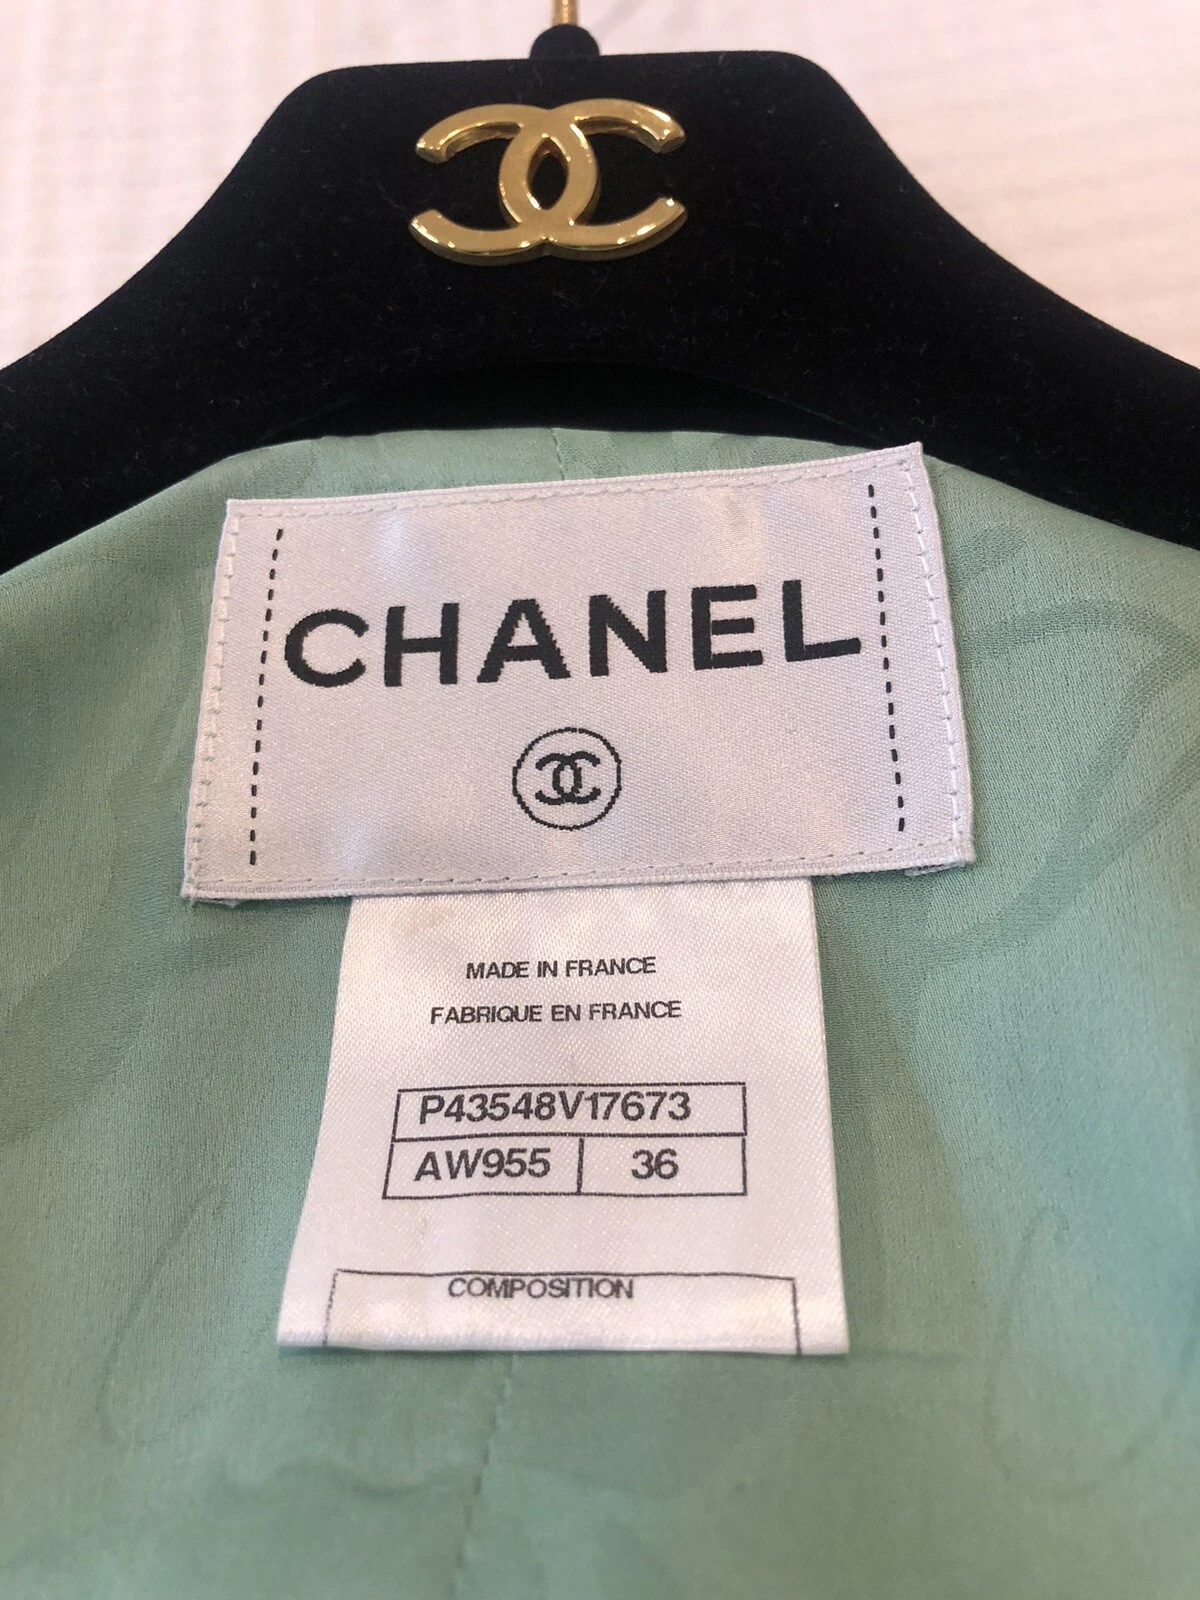 CHANEL
MADE IN FRANCE
FABRIQUE EN FRANCE
P43548V17673
AW955 36
COMPOSITION